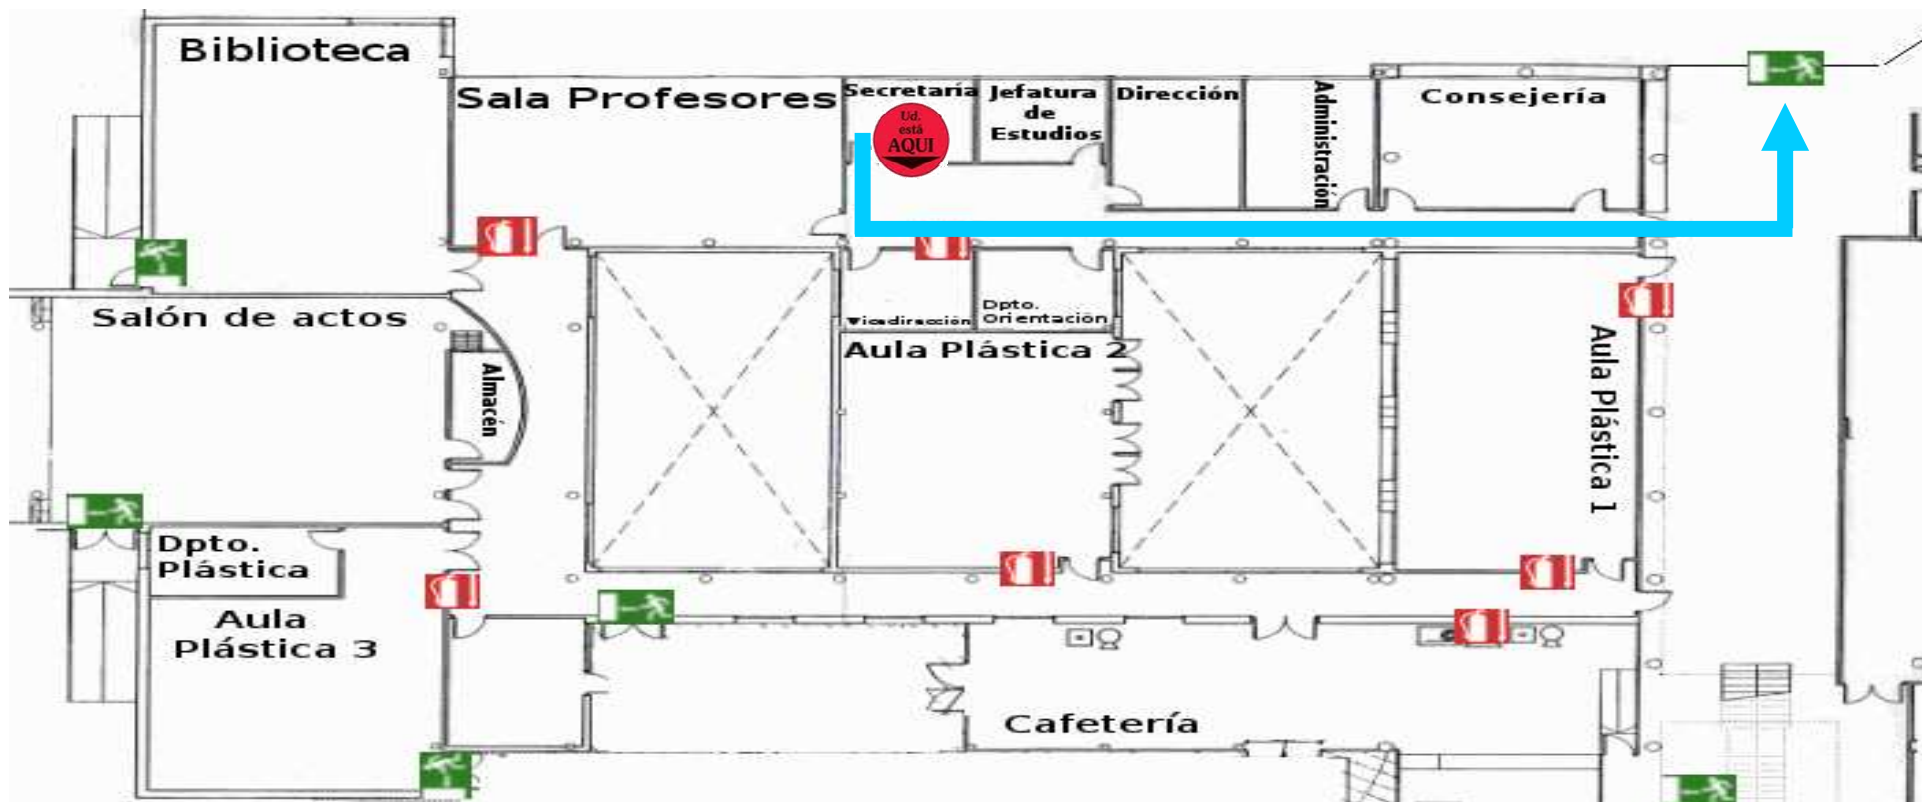 Biblioteca
Sala Profesores
Secretaría
Ud.
está
AQUI
Jefatura
de
Estudios
Dirección
Administración
Consejería
Salón de actos
Almacén
Vicedirección
Dpto.
Orientación
Aula Plástica 2
Aula Plástica 1
Dpto.
Plástica
Aula
Plástica 3
Cafetería